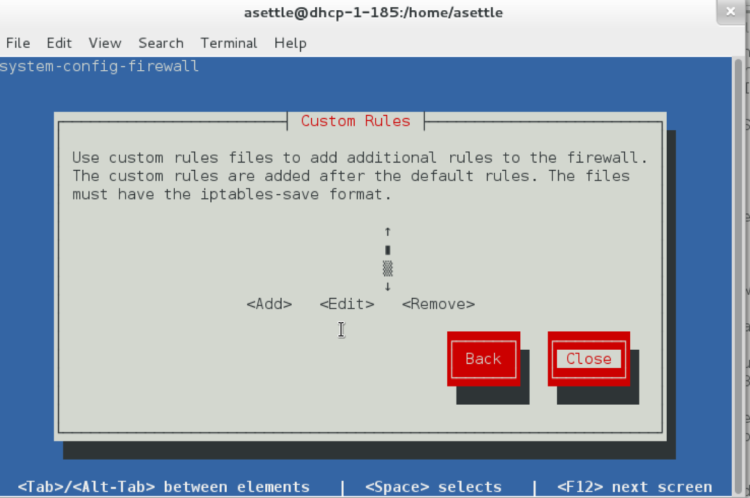 asettle@dhcp-1-185:/home/asettle
File Edit View Search Terminal Help
system-config-firewall
Custom Rules
Use custom rules files to add additional rules to the firewall.
The custom rules are added after the default rules. The files
must have the iptables-save format.
↑
↓
<Add> <Edit> <Remove>
Back Close
<Tab>/<Alt-Tab> between elements | <Space> selects | <F12> next screen